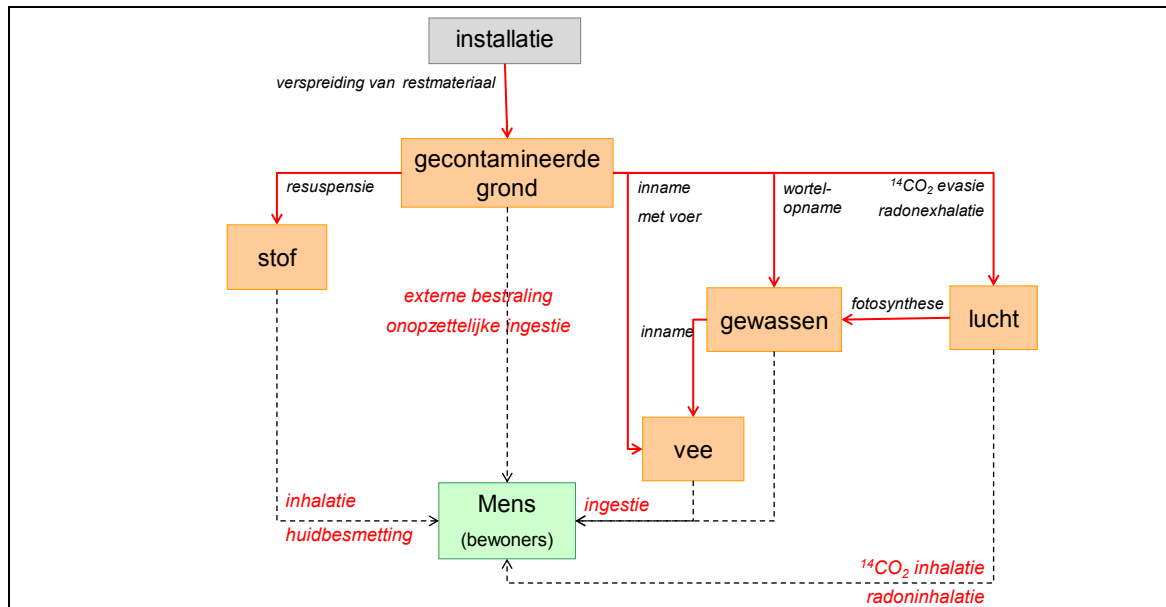 installatie
verspreiding van restmateriaal
gecontamineerde
grond
resuspensie
inname
met voer
wortel-
opname
¹⁴CO₂ evasie
radonexhalatie
stof
externe bestraling
onopzettelijke ingestie
gewassen
fotosynthese
lucht
inname
vee
inhalatie
huidbesmetting
Mens
(bewoners)
ingestie
¹⁴CO₂ inhalatie
radoninhalatie